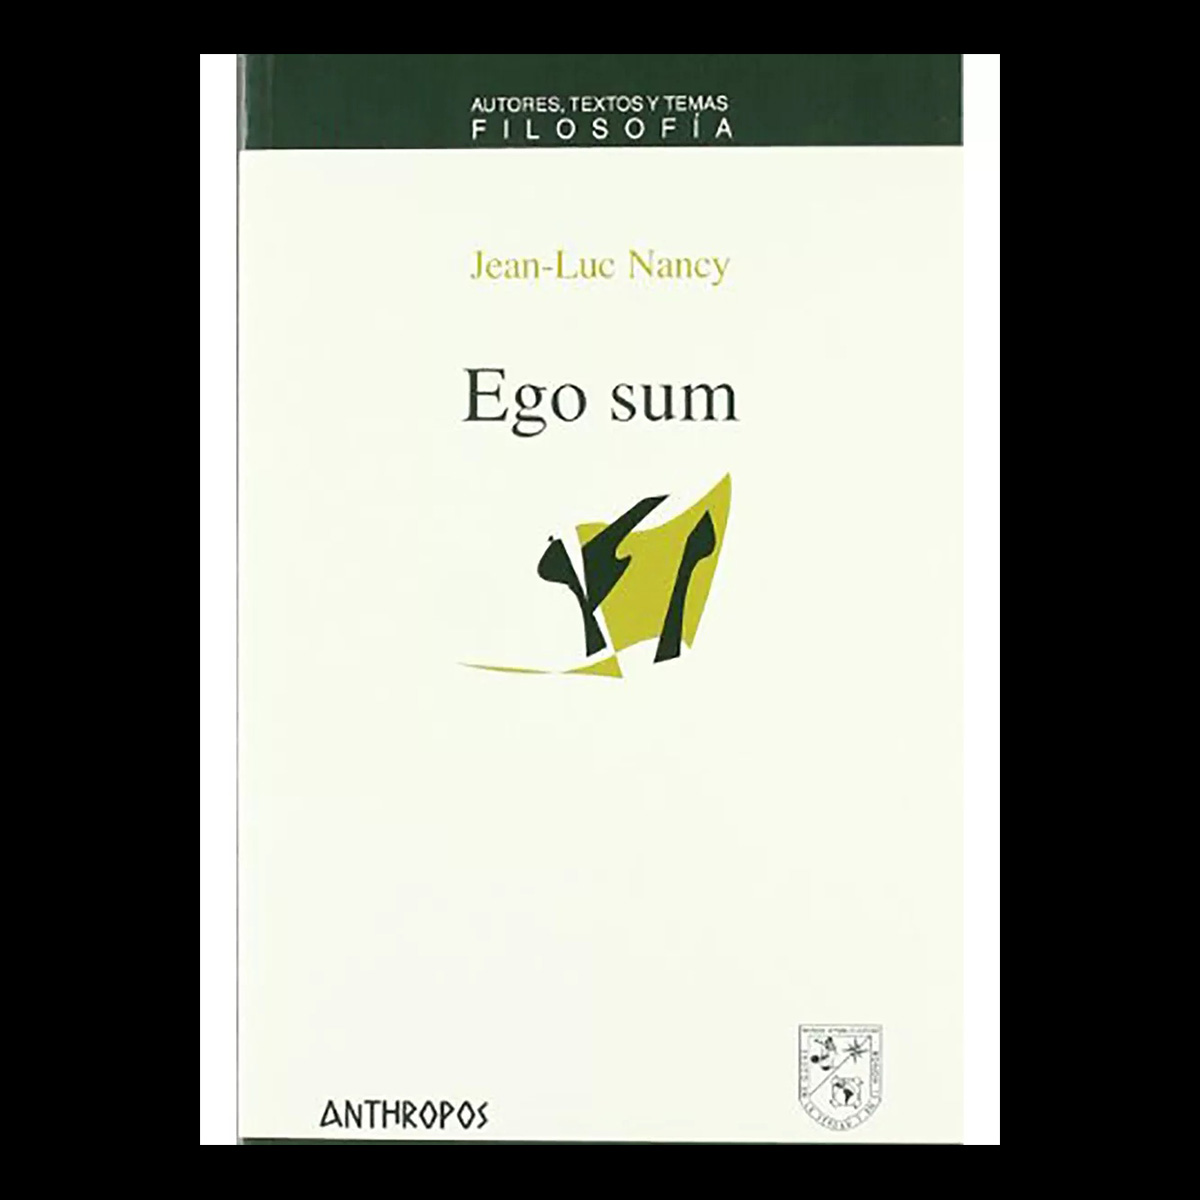 AUTORES, TEXTOS Y TEMAS
FILOSOFÍA
Jean-Luc Nancy
Ego sum
ANTHROPOS